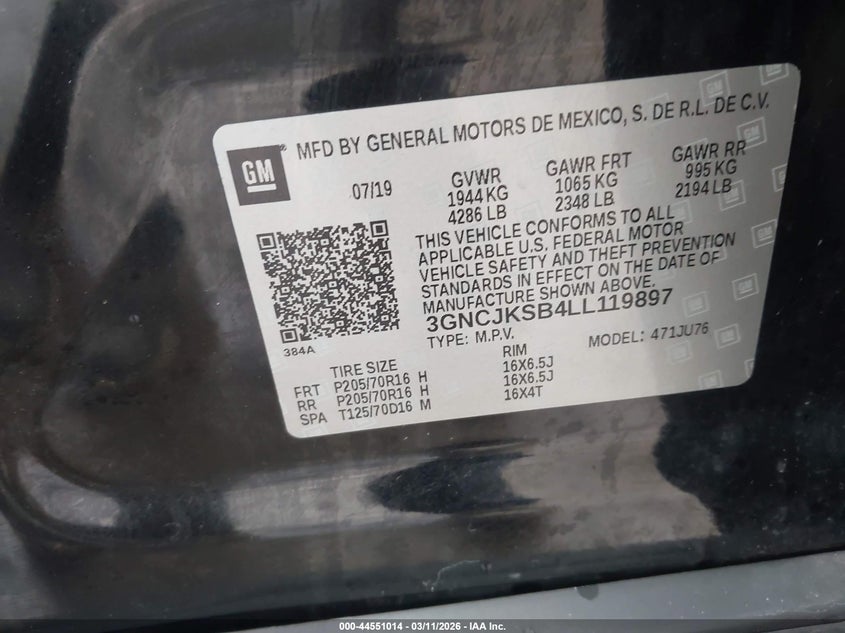 GM
MFD BY GENERAL MOTORS DE MEXICO, S. DE R.L. DE C.V.
07/19
GVWR GAWR FRT GAWR RR
1944 KG 1065 KG 995 KG
4286 LB 2348 LB 2194 LB
THIS VEHICLE CONFORMS TO ALL
APPLICABLE U.S. FEDERAL MOTOR
VEHICLE SAFETY AND THEFT PREVENTION
STANDARDS IN EFFECT ON THE DATE OF
MANUFACTURE SHOWN ABOVE.
3GNCJKSB4LL119897
TYPE: M.P.V. MODEL: 471JU76
384A
TIRE SIZE RIM
FRT P205/70R16 H 16X6.5J
RR P205/70R16 H 16X6.5J
SPA T125/70D16 M 16X4T
000-44551014 - 03/11/2026 - IAA Inc.